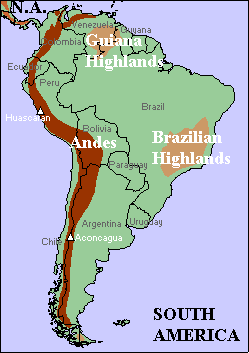 N.A.
Venezuela
Guyana
Colombia
Guiana
Highlands
Ecuador
Peru
Brazil
Huascaran
Bolivia
Andes
Brazilian
Highlands
Paraguay
Uruguay
Argentina
Chile
Aconcagua
SOUTH
AMERICA